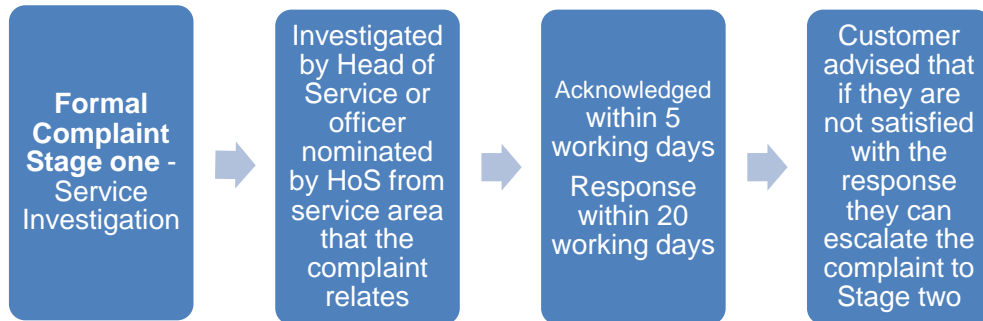 Formal
Complaint
Stage one -
Service
Investigation
Investigated
by Head of
Service or
officer
nominated
by HoS from
service area
that the
complaint
relates
Acknowledged
within 5
working days
Response
within 20
working days
Customer
advised that
if they are
not satisfied
with the
response
they can
escalate the
complaint to
Stage two